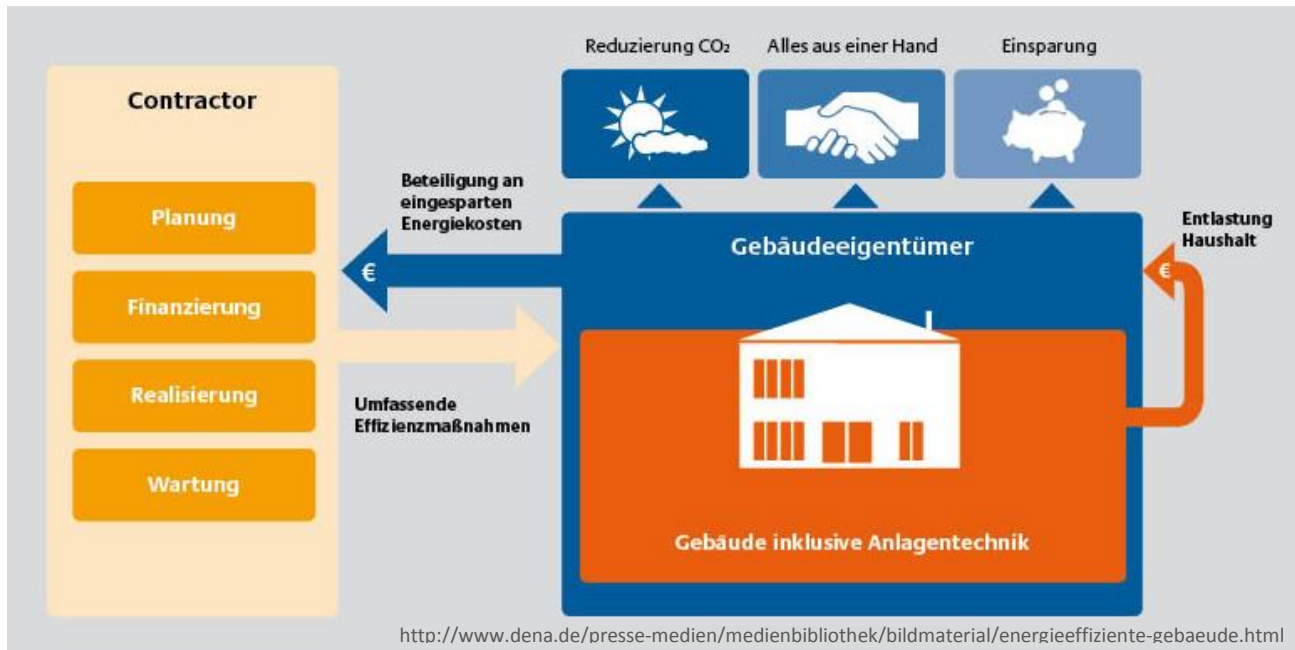 Contractor
Planung
Finanzierung
Realisierung
Wartung
Beteiligung an
eingesparten
Energiekosten
€
Umfassende
Effizienzmaßnahmen
Reduzierung CO₂
Alles aus einer Hand
Einsparung
Gebäudeeigentümer
Gebäude inklusive Anlagentechnik
Entlastung
Haushalt
€
http://www.dena.de/presse-medien/medienbibliothek/bildmaterial/energieeffiziente-gebaeude.html